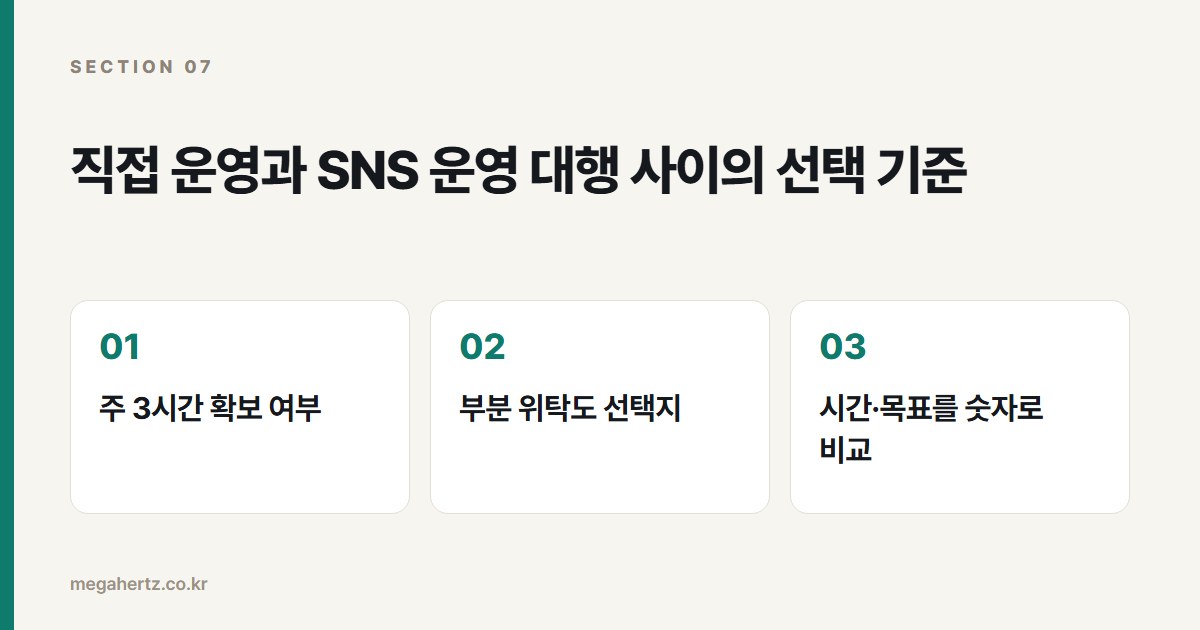 SECTION 07
직접 운영과 SNS 운영 대행 사이의 선택 기준
01
주 3시간 확보 여부
02
부분 위탁도 선택지
03
시간·목표를 숫자로
비교
megahertz.co.kr